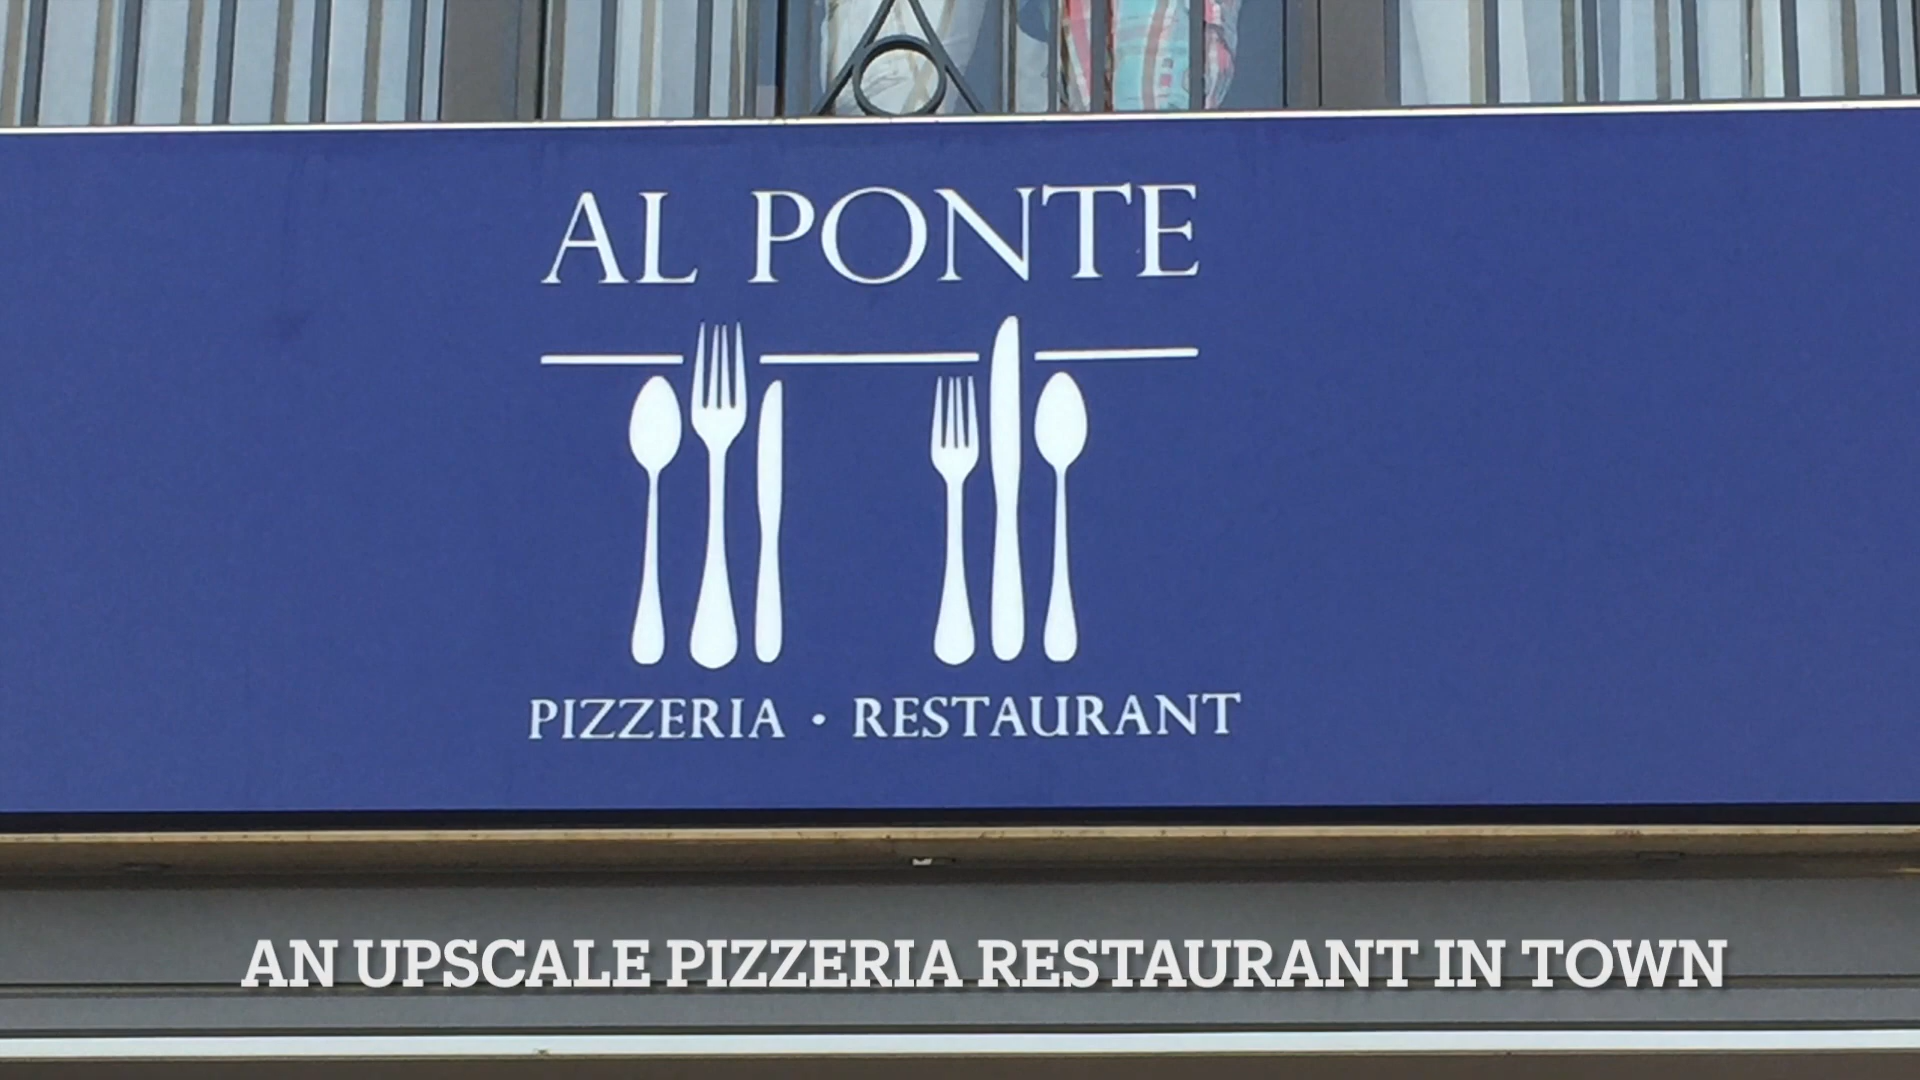 AL PONTE
PIZZERIA • RESTAURANT
AN UPSCALE PIZZERIA RESTAURANT IN TOWN